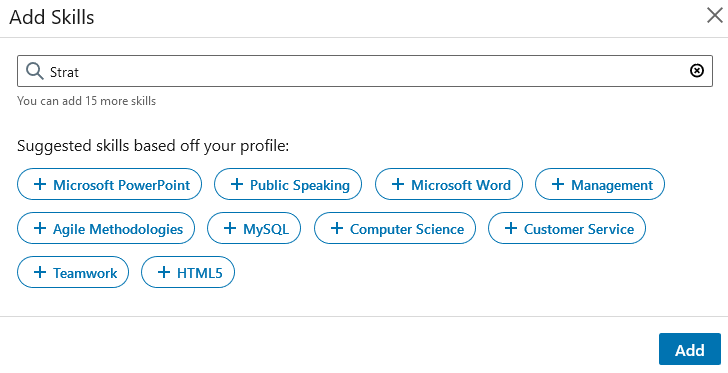 Add Skills
Strat
You can add 15 more skills
Suggested skills based off your profile:
+ Microsoft PowerPoint + Public Speaking + Microsoft Word + Management
+ Agile Methodologies + MySQL + Computer Science + Customer Service
+ Teamwork + HTML5
Add